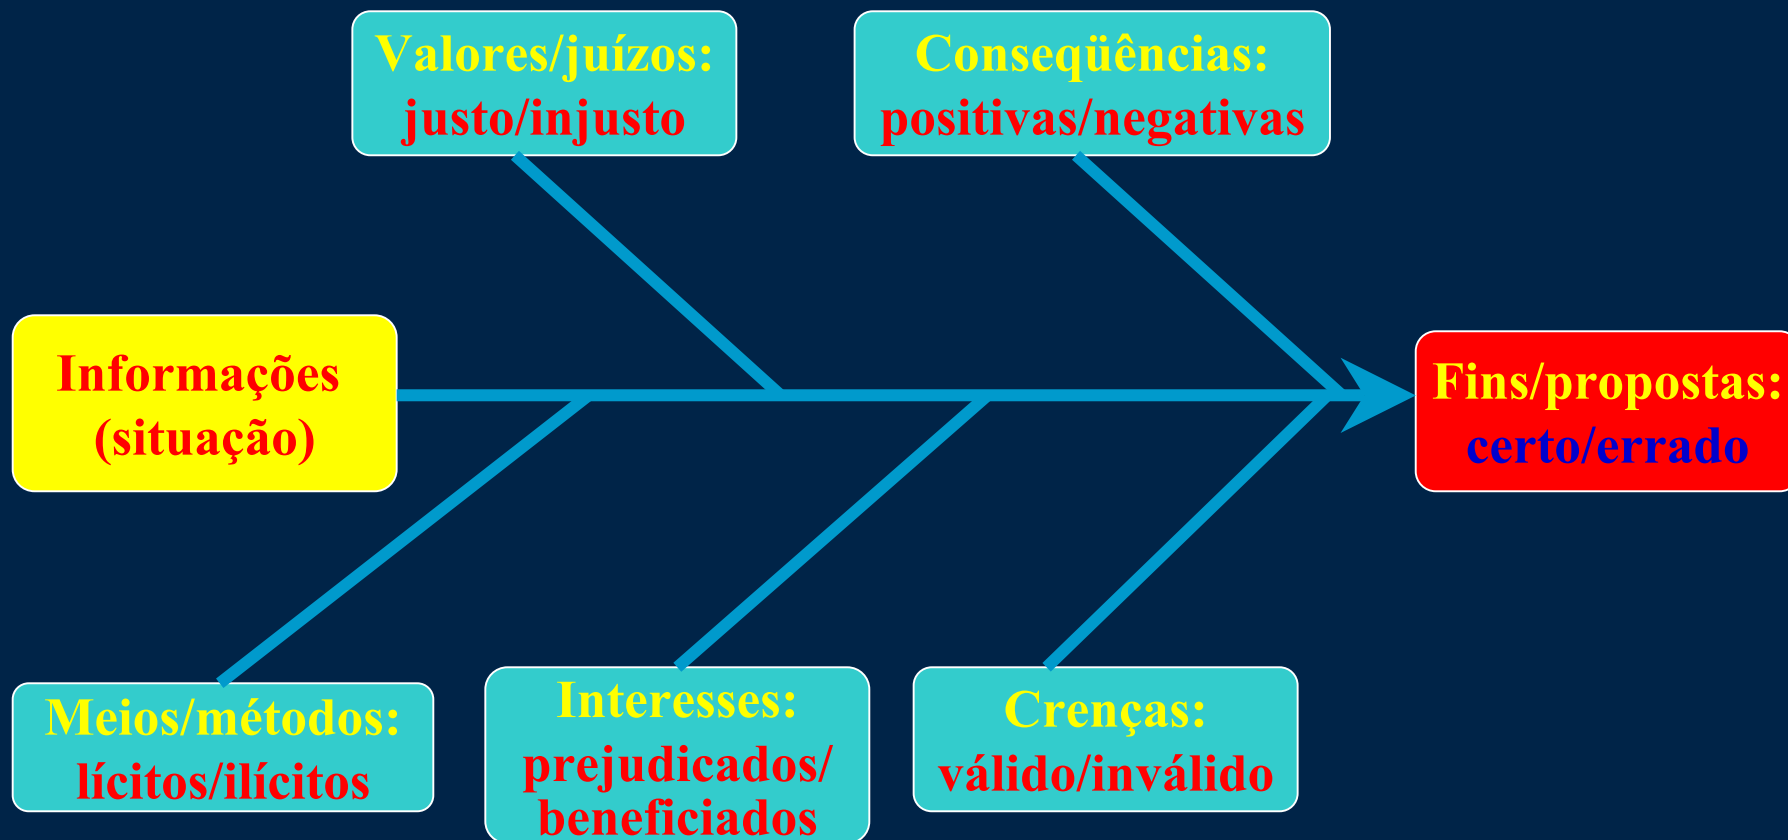 Valores/juízos:
justo/injusto
Conseqüências:
positivas/negativas
Informações
(situação)
Fins/propostas:
certo/errado
Meios/métodos:
lícitos/ilícitos
Interesses:
prejudicados/
beneficiados
Crenças:
válido/inválido